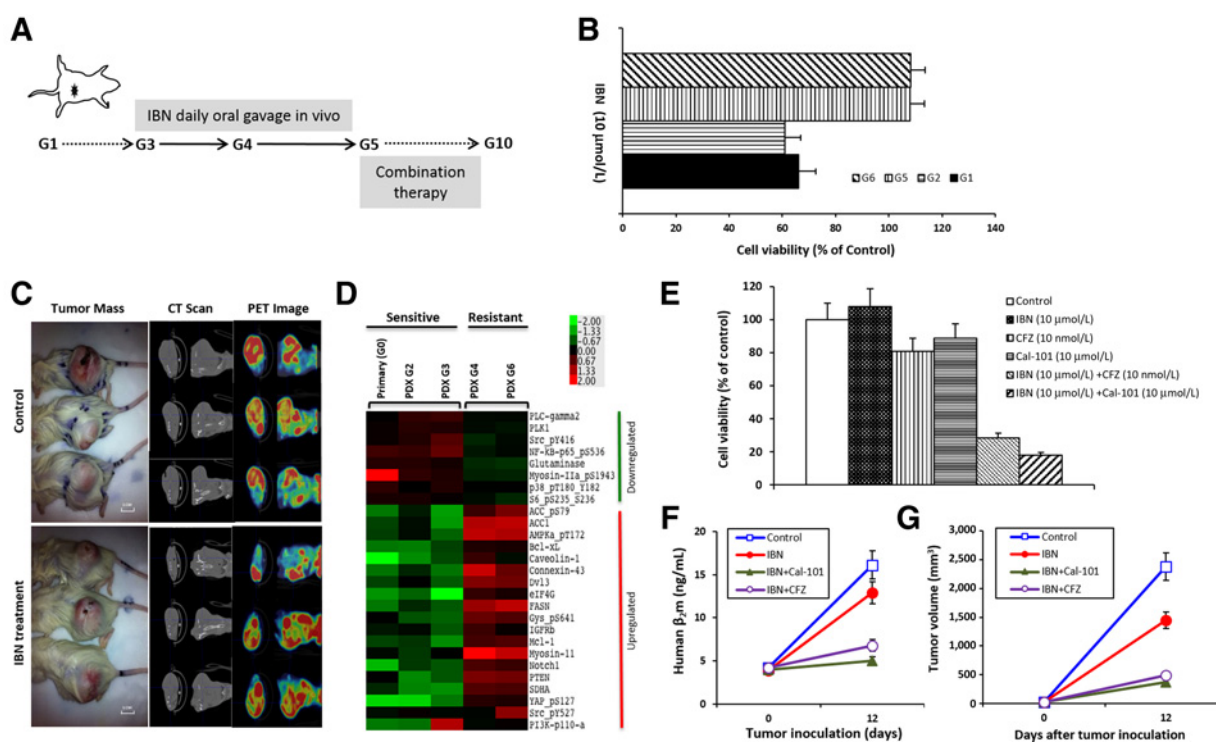 A
IBN daily oral gavage in vivo
G1
G3
G4
G5
G10
Combination
therapy
B
IBN (10 µmol/L)
G6
G5
G2
G1
0
20
40
60
80
100
120
140
Cell viability (% of Control)
C
Tumor Mass
CT Scan
PET Image
Control
IBN treatment
D
Sensitive
Resistant
Primary (G0)
PDX G2
PDX G3
PDX G4
PDX G6
-2.00
-1.33
-0.67
0.00
0.67
1.33
2.00
PLC-gamma2
PLK1
Src_pY416
NF-kB-p65_pS536
Glutaminase
Myosin-IIa_pS1943
p38_pT180_Y182
S6_pS235_S236
ACC_pS79
ACC1
AMPKa_pT172
Bcl-xL
Caveolin-1
Connexin-43
Dvl3
eIF4G
FASN
Gys_pS641
IGFRb
Mcl-1
Myosin-11
Notch1
PTEN
SDHA
YAP_pS127
Src_pY527
PI3K-p110-a
Downregulated
Upregulated
E
Cell viability (% of control)
120
100
80
60
40
20
0
Control
IBN (10 µmol/L)
CFZ (10 nmol/L)
Cal-101 (10 µmol/L)
IBN (10 µmol/L) +CFZ (10 nmol/L)
IBN (10 µmol/L) +Cal-101 (10 µmol/L)
F
Human β2m (ng/mL)
20
15
10
5
0
Control
IBN
IBN+Cal-101
IBN+CFZ
0
12
Tumor inoculation (days)
G
Tumor volume (mm³)
3,000
2,500
2,000
1,500
1,000
500
0
Control
IBN
IBN+Cal-101
IBN+CFZ
0
12
Days after tumor inoculation